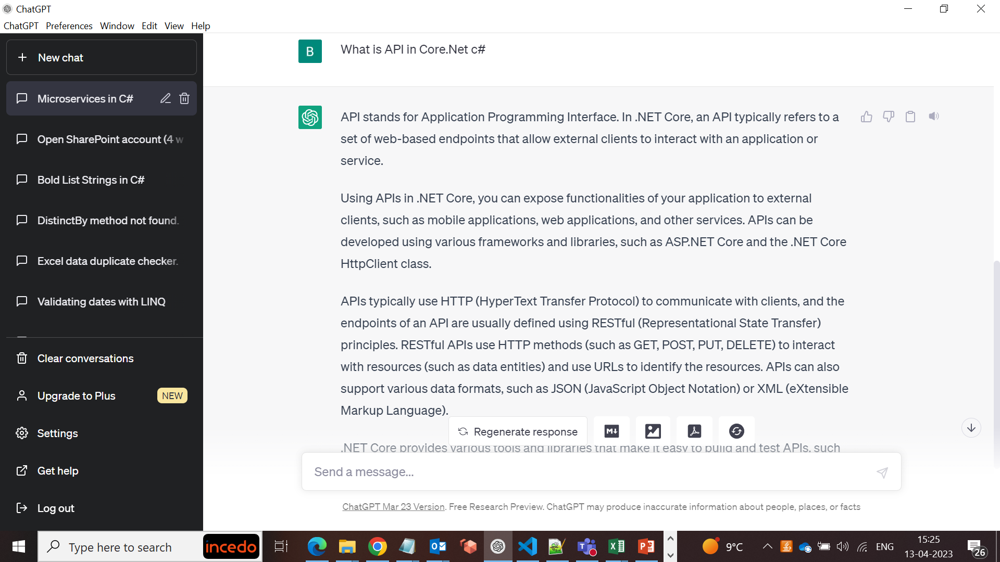 ChatGPT
ChatGPT Preferences Window Edit View Help
New chat
Microservices in C#
Open SharePoint account (4 w
Bold List Strings in C#
DistinctBy method not found.
Excel data duplicate checker.
Validating dates with LINQ
Clear conversations
Upgrade to Plus NEW
Settings
Get help
Log out
B What is API in Core.Net c#
API stands for Application Programming Interface. In .NET Core, an API typically refers to a
set of web-based endpoints that allow external clients to interact with an application or
service.
Using APIs in .NET Core, you can expose functionalities of your application to external
clients, such as mobile applications, web applications, and other services. APIs can be
developed using various frameworks and libraries, such as ASP.NET Core and the .NET Core
HttpClient class.
APIs typically use HTTP (HyperText Transfer Protocol) to communicate with clients, and the
endpoints of an API are usually defined using RESTful (Representational State Transfer)
principles. RESTful APIs use HTTP methods (such as GET, POST, PUT, DELETE) to interact
with resources (such as data entities) and use URLs to identify the resources. APIs can also
support various data formats, such as JSON (JavaScript Object Notation) or XML (eXtensible
Markup Language).
Regenerate response M↓
.NET Core provides various tools and libraries that make it easy to build and test APIs, such
Send a message...
ChatGPT Mar 23 Version. Free Research Preview. ChatGPT may produce inaccurate information about people, places, or facts
Type here to search incedo
9°C
ENG
15:25
13-04-2023
26